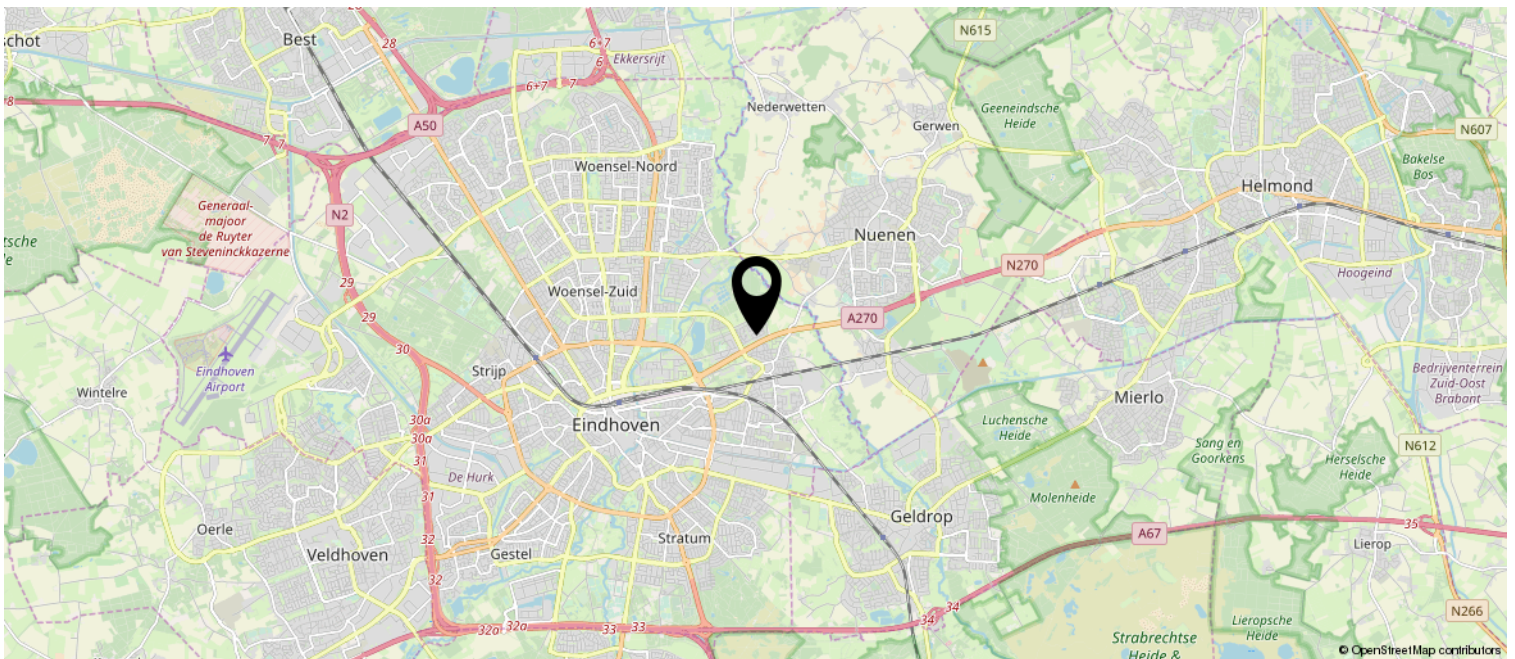 28
schot
Best
28
6+7
6
Ekkersrijt
7
6+7
N615
8
A50
Nederwetten
Geeneindsche
Heide
Gerwen
N607
7
7
Woensel-Noord
Bakelse
Bos
Helmond
Generaal-
majoor
de Ruyter
van Steveninckkazerne
N2
tsche
Nuenen
N270
Hoogeind
29
Woensel-Zuid
29
A270
30
Strijp
Eindhoven
Airport
Bedrijventerrein
Zuid-Oost
Brabant
Wintelre
Mierlo
30a
30a
Eindhoven
Luchensche
Heide
31
Sang en
Goorkens
N612
Herselsche
Heide
De Hurk
31
Molenheide
Oerle
Geldrop
32
Stratum
A67
35
Lierop
Veldhoven
Gestel
32
34
34
N266
32a
32a
33
33
Lieropsche
Heide
Strabrechtse
Heide &
© OpenStreetMap contributors